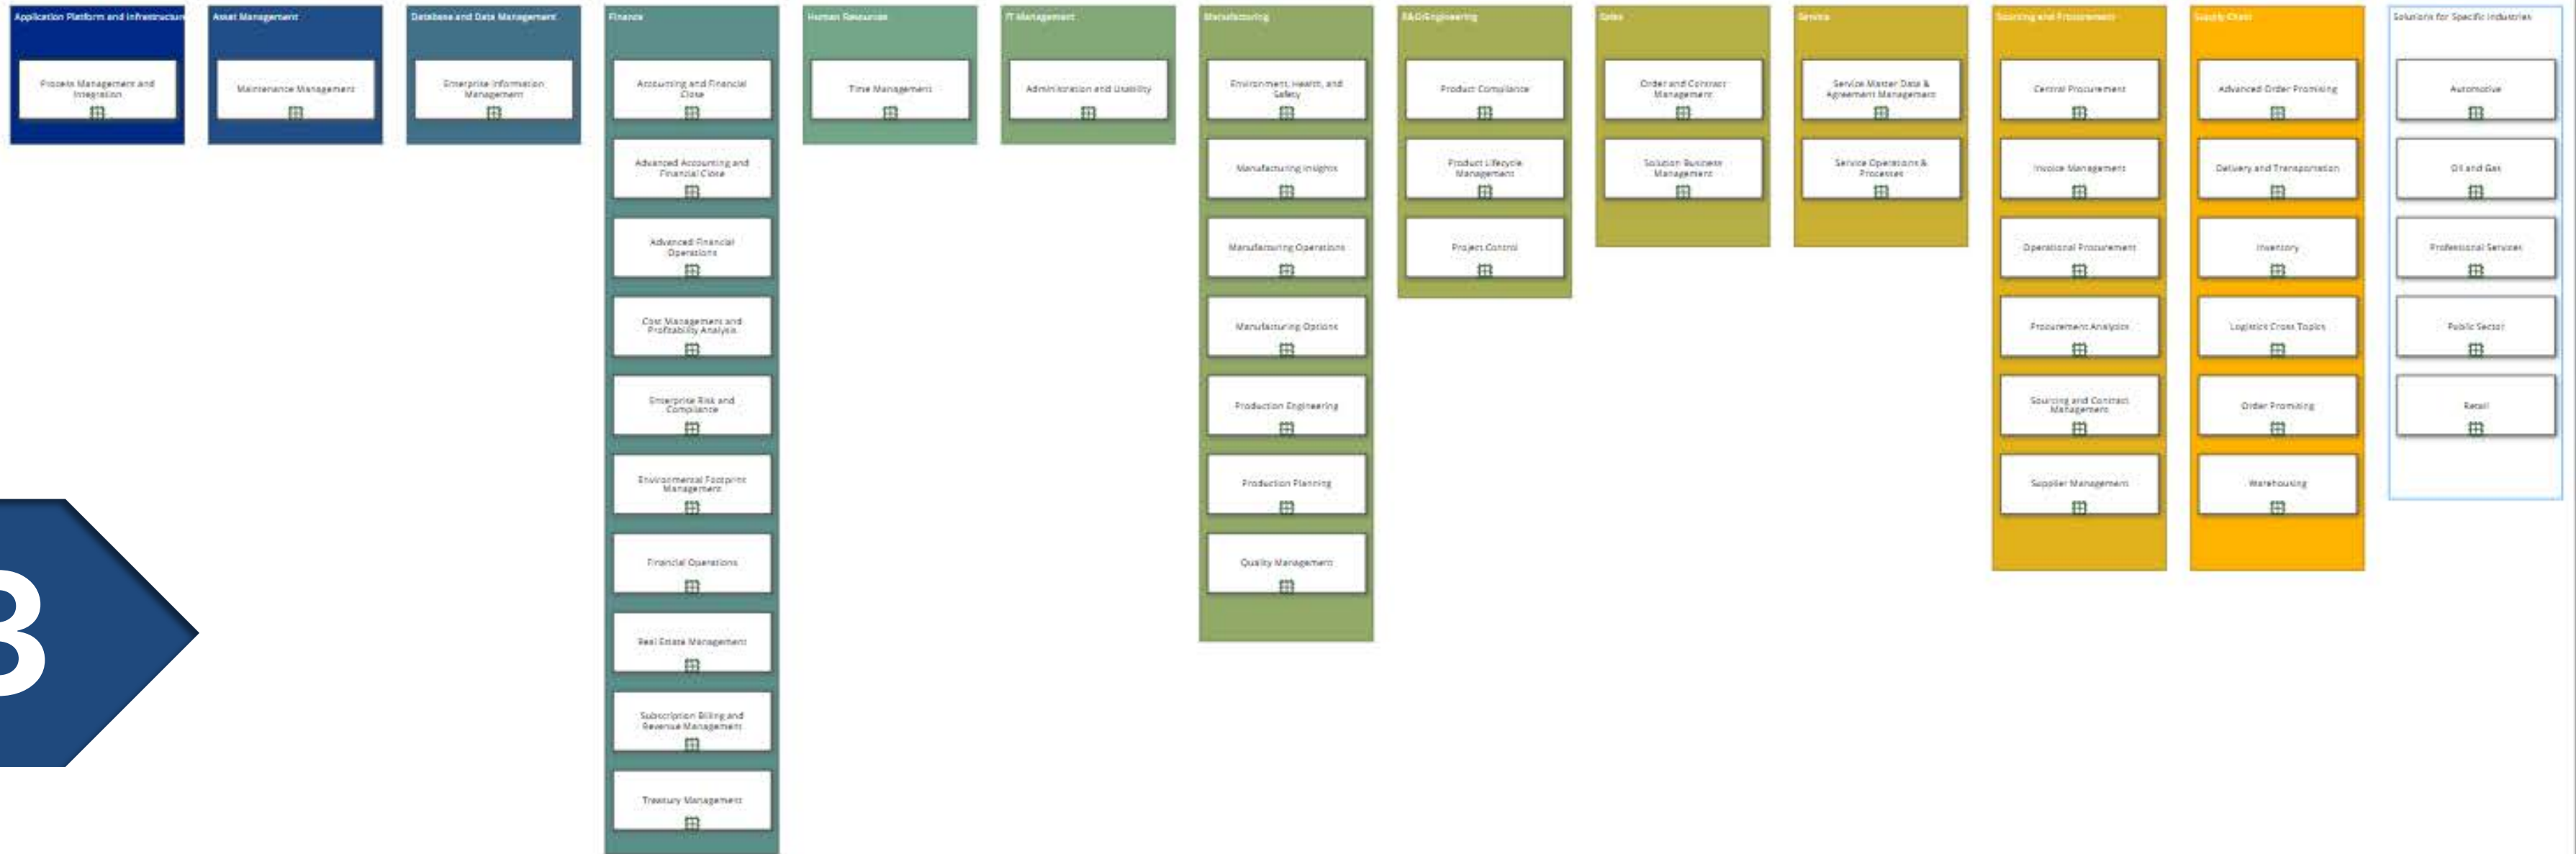 Application Platform and Infrastructure
Process Management and
Integration
Asset Management
Maintenance Management
Database and Data Management
Enterprise Information
Management
Finance
Accounting and Financial
Close
Advanced Accounting and
Financial Close
Advanced Financial
Operations
Cost Management and
Profitability Analysis
Enterprise Risk and
Compliance
Environmental Footprint
Management
Financial Operations
Real Estate Management
Subscription Billing and
Revenue Management
Treasury Management
Human Resources
Time Management
IT Management
Administration and Usability
Manufacturing
Environment, Health, and
Safety
Manufacturing Insights
Manufacturing Operations
Manufacturing Options
Production Engineering
Production Planning
Quality Management
R&D/Engineering
Product Compliance
Product Lifecycle
Management
Project Control
Sales
Order and Contract
Management
Solution Business
Management
Service
Service Master Data &
Agreement Management
Service Operations &
Processes
Sourcing and Procurement
Central Procurement
Invoice Management
Operational Procurement
Procurement Analytics
Sourcing and Contract
Management
Supplier Management
Supply Chain
Advanced Order Promising
Delivery and Transportation
Inventory
Logistics Cross Topics
Order Promising
Warehousing
Solutions for Specific Industries
Automotive
Oil and Gas
Professional Services
Public Sector
Retail
3